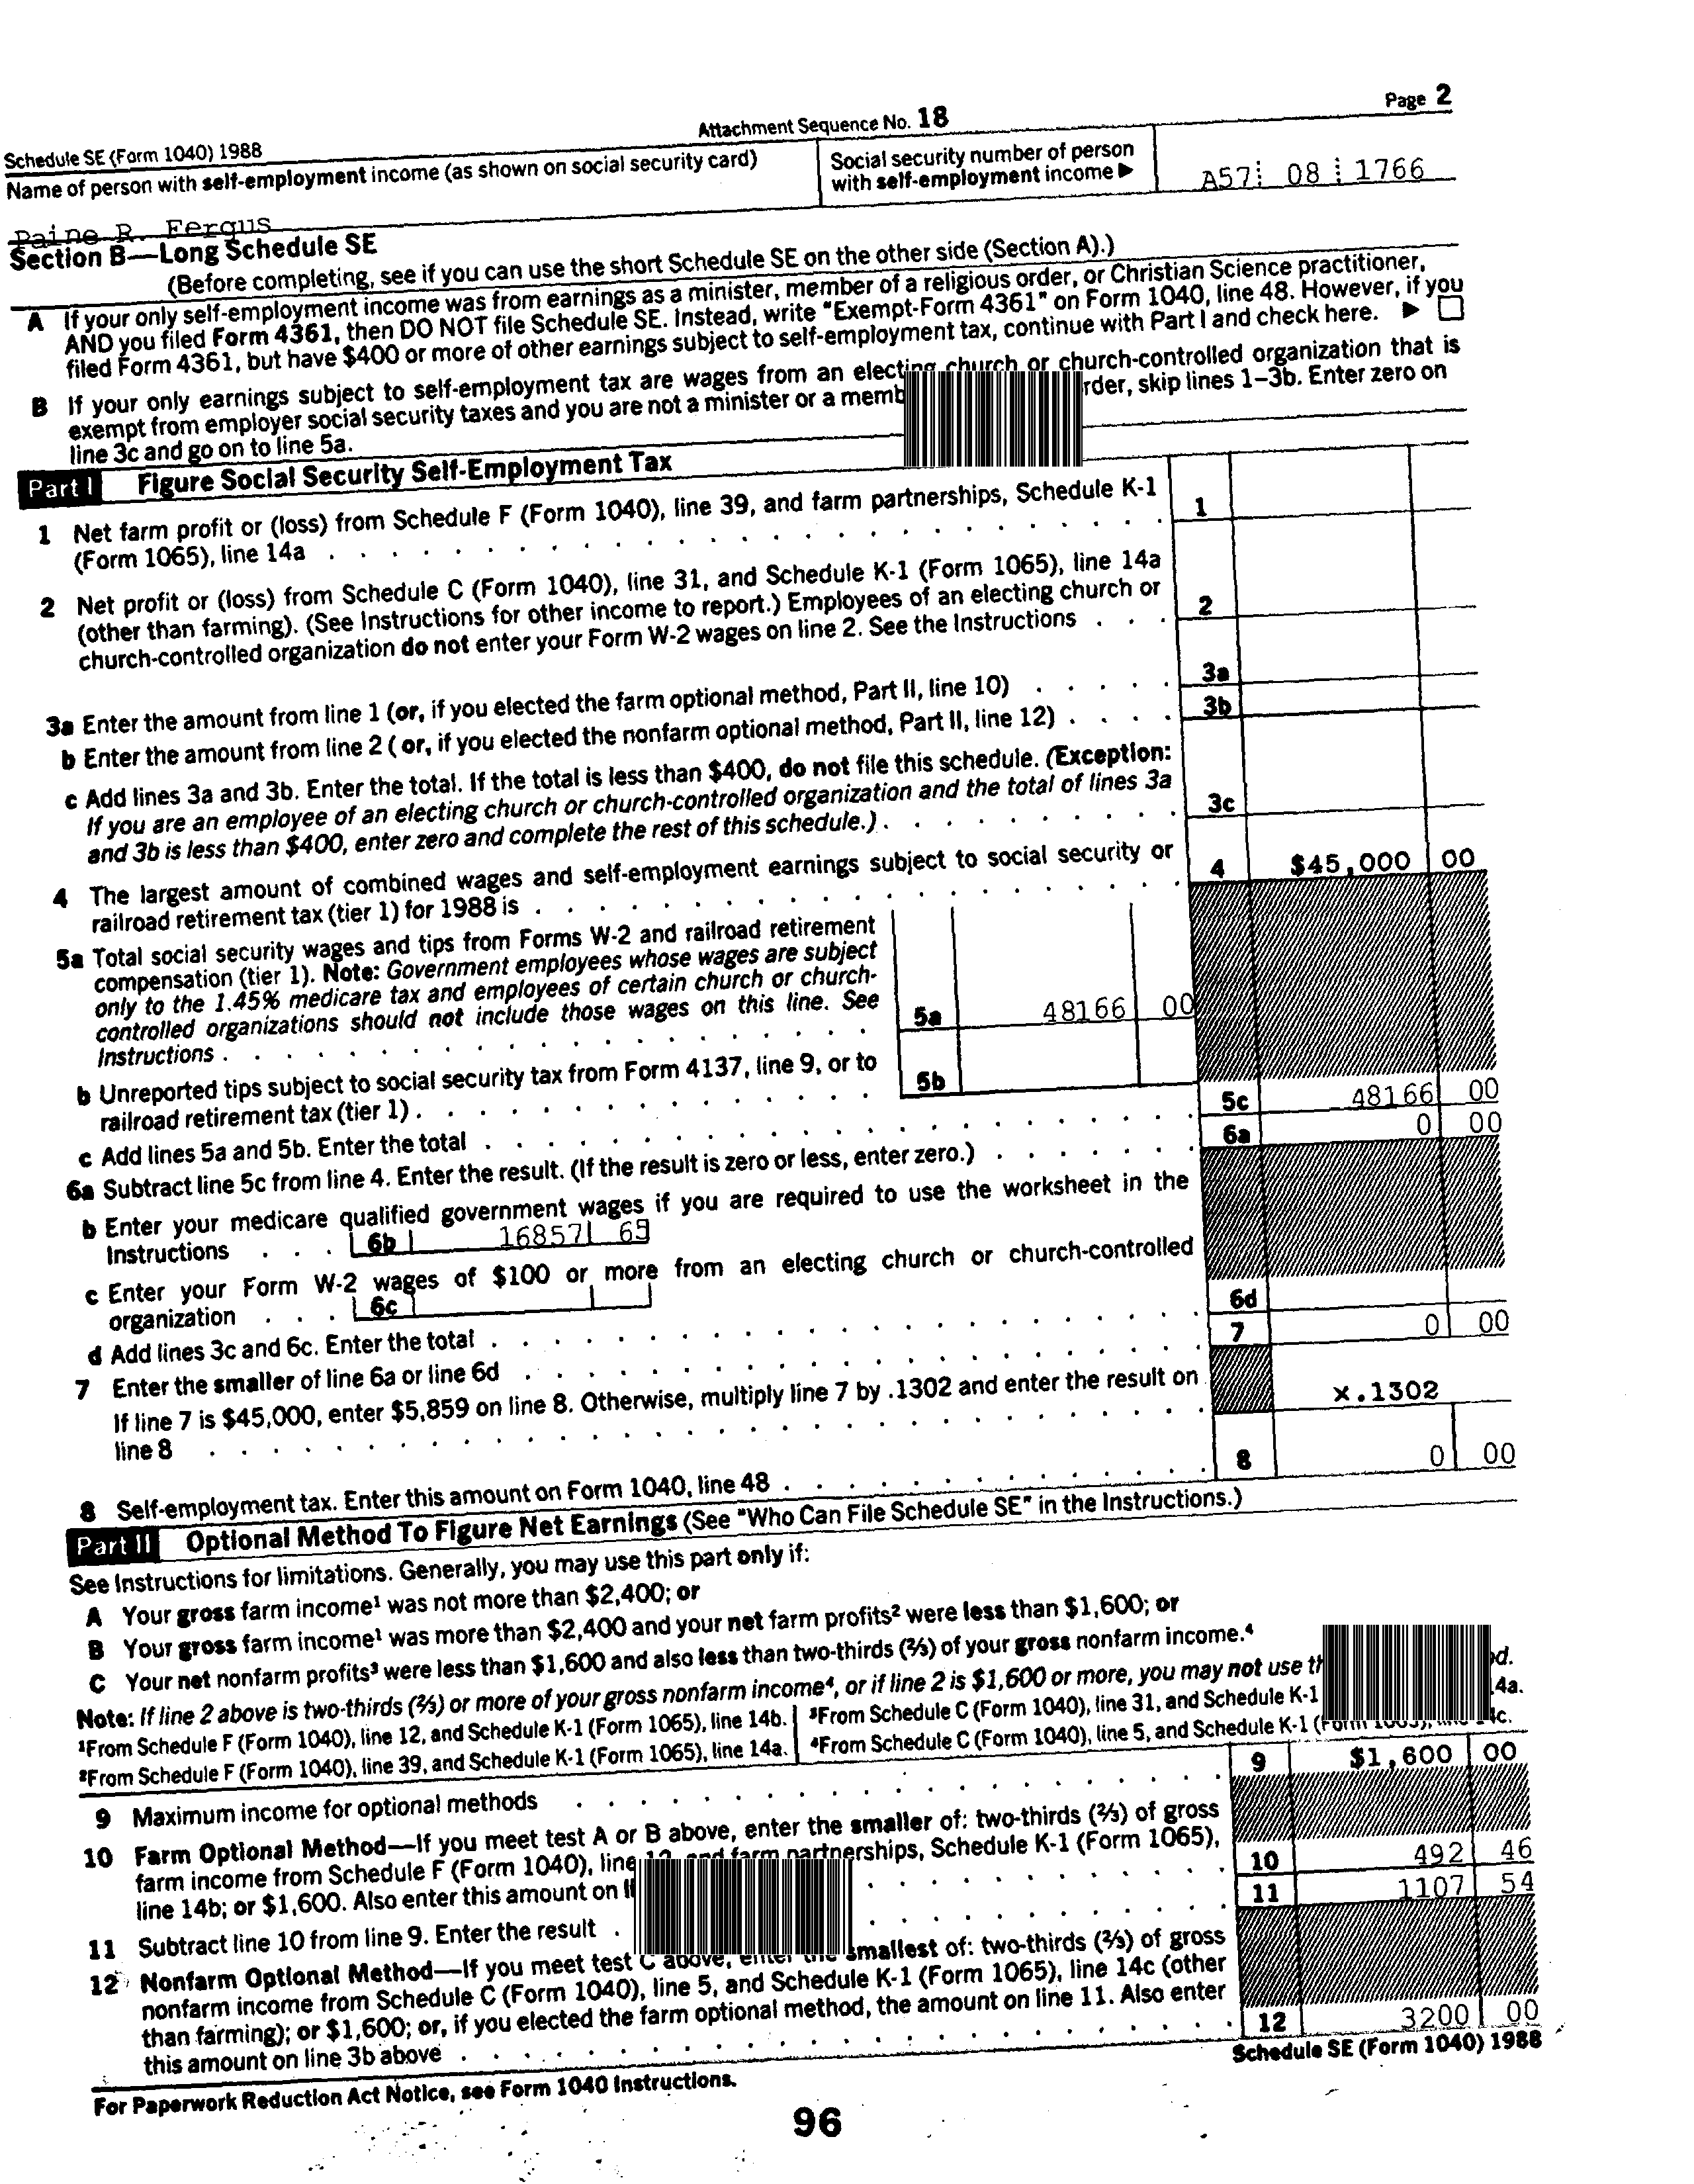 Page 2
Attachment Sequence No. 18
Schedule SE (Form 1040) 1988
Name of person with self-employment income (as shown on social security card)
Social security number of person
with self-employment income ▶
A57 08 1766
Paine R. Fergus
Section B—Long Schedule SE
(Before completing, see if you can use the short Schedule SE on the other side (Section A).)
A If your only self-employment income was from earnings as a minister, member of a religious order, or Christian Science practitioner,
AND you filed Form 4361, then DO NOT file Schedule SE. Instead, write "Exempt-Form 4361" on Form 1040, line 48. However, if you
filed Form 4361, but have $400 or more of other earnings subject to self-employment tax, continue with Part I and check here. ▶
B If your only earnings subject to self-employment tax are wages from an electing church or church-controlled organization that is
exempt from employer social security taxes and you are not a minister or a memb rder, skip lines 1–3b. Enter zero on
line 3c and go on to line 5a.
Part I Figure Social Security Self-Employment Tax
1 Net farm profit or (loss) from Schedule F (Form 1040), line 39, and farm partnerships, Schedule K-1
(Form 1065), line 14a . . . 1
2 Net profit or (loss) from Schedule C (Form 1040), line 31, and Schedule K-1 (Form 1065), line 14a
(other than farming). (See Instructions for other income to report.) Employees of an electing church or
church-controlled organization do not enter your Form W-2 wages on line 2. See the Instructions . . . 2
3a Enter the amount from line 1 (or, if you elected the farm optional method, Part II, line 10) . . . . . 3a
b Enter the amount from line 2 ( or, if you elected the nonfarm optional method, Part II, line 12) . . . . 3b
c Add lines 3a and 3b. Enter the total. If the total is less than $400, do not file this schedule. (Exception:
If you are an employee of an electing church or church-controlled organization and the total of lines 3a
and 3b is less than $400, enter zero and complete the rest of this schedule.) . . . 3c
4 The largest amount of combined wages and self-employment earnings subject to social security or
railroad retirement tax (tier 1) for 1988 is . . . 4 $45,000 00
5a Total social security wages and tips from Forms W-2 and railroad retirement
compensation (tier 1). Note: Government employees whose wages are subject
only to the 1.45% medicare tax and employees of certain church or church-
controlled organizations should not include those wages on this line. See
Instructions . . . 5a 48166 00
b Unreported tips subject to social security tax from Form 4137, line 9, or to
railroad retirement tax (tier 1) . . . 5b
c Add lines 5a and 5b. Enter the total . . . 5c 48166 00
6a Subtract line 5c from line 4. Enter the result. (If the result is zero or less, enter zero.) . . . 6a 0 00
b Enter your medicare qualified government wages if you are required to use the worksheet in the
Instructions . . . 6b 16857 69
c Enter your Form W-2 wages of $100 or more from an electing church or church-controlled
organization . . . 6c
d Add lines 3c and 6c. Enter the total . . . 6d
7 Enter the smaller of line 6a or line 6d . . . 7 0 00
If line 7 is $45,000, enter $5,859 on line 8. Otherwise, multiply line 7 by .1302 and enter the result on
line 8 . . . x.1302
8 Self-employment tax. Enter this amount on Form 1040, line 48 . . . 8 0 00
Part II Optional Method To Figure Net Earnings (See "Who Can File Schedule SE" in the Instructions.)
See Instructions for limitations. Generally, you may use this part only if:
A Your gross farm income¹ was not more than $2,400; or
B Your gross farm income¹ was more than $2,400 and your net farm profits² were less than $1,600; or
C Your net nonfarm profits³ were less than $1,600 and also less than two-thirds (⅔) of your gross nonfarm income.⁴
Note: If line 2 above is two-thirds (⅔) or more of your gross nonfarm income⁴, or if line 2 is $1,600 or more, you may not use th d.
¹From Schedule F (Form 1040), line 12, and Schedule K-1 (Form 1065), line 14b. ³From Schedule C (Form 1040), line 31, and Schedule K-1 4a.
²From Schedule F (Form 1040), line 39, and Schedule K-1 (Form 1065), line 14a. ⁴From Schedule C (Form 1040), line 5, and Schedule K-1 (Form 1065), line 14c.
9 Maximum income for optional methods . . . 9 $1,600 00
10 Farm Optional Method—If you meet test A or B above, enter the smaller of: two-thirds (⅔) of gross
farm income from Schedule F (Form 1040), line 12, and farm partnerships, Schedule K-1 (Form 1065),
line 14b; or $1,600. Also enter this amount on li . . . 10 492 46
11 Subtract line 10 from line 9. Enter the result . . . 11 1107 54
12 Nonfarm Optional Method—If you meet test C above, enter the smallest of: two-thirds (⅔) of gross
nonfarm income from Schedule C (Form 1040), line 5, and Schedule K-1 (Form 1065), line 14c (other
than farming); or $1,600; or, if you elected the farm optional method, the amount on line 11. Also enter
this amount on line 3b above . . . 12 3200 00
Schedule SE (Form 1040) 1988
For Paperwork Reduction Act Notice, see Form 1040 Instructions.
96